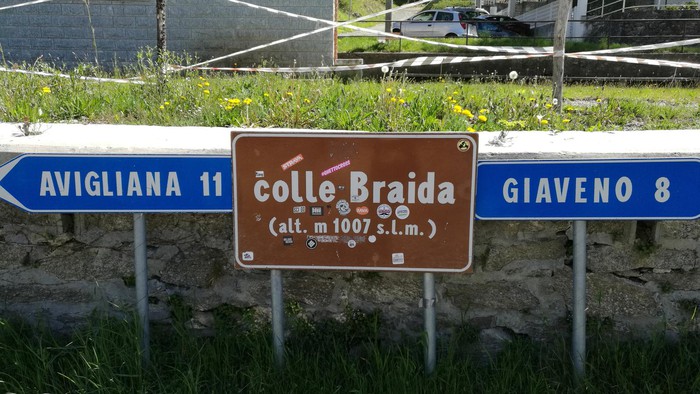 AVIGLIANA 11
colle Braida
(alt. m 1007 s.l.m.)
GIAVENO 8